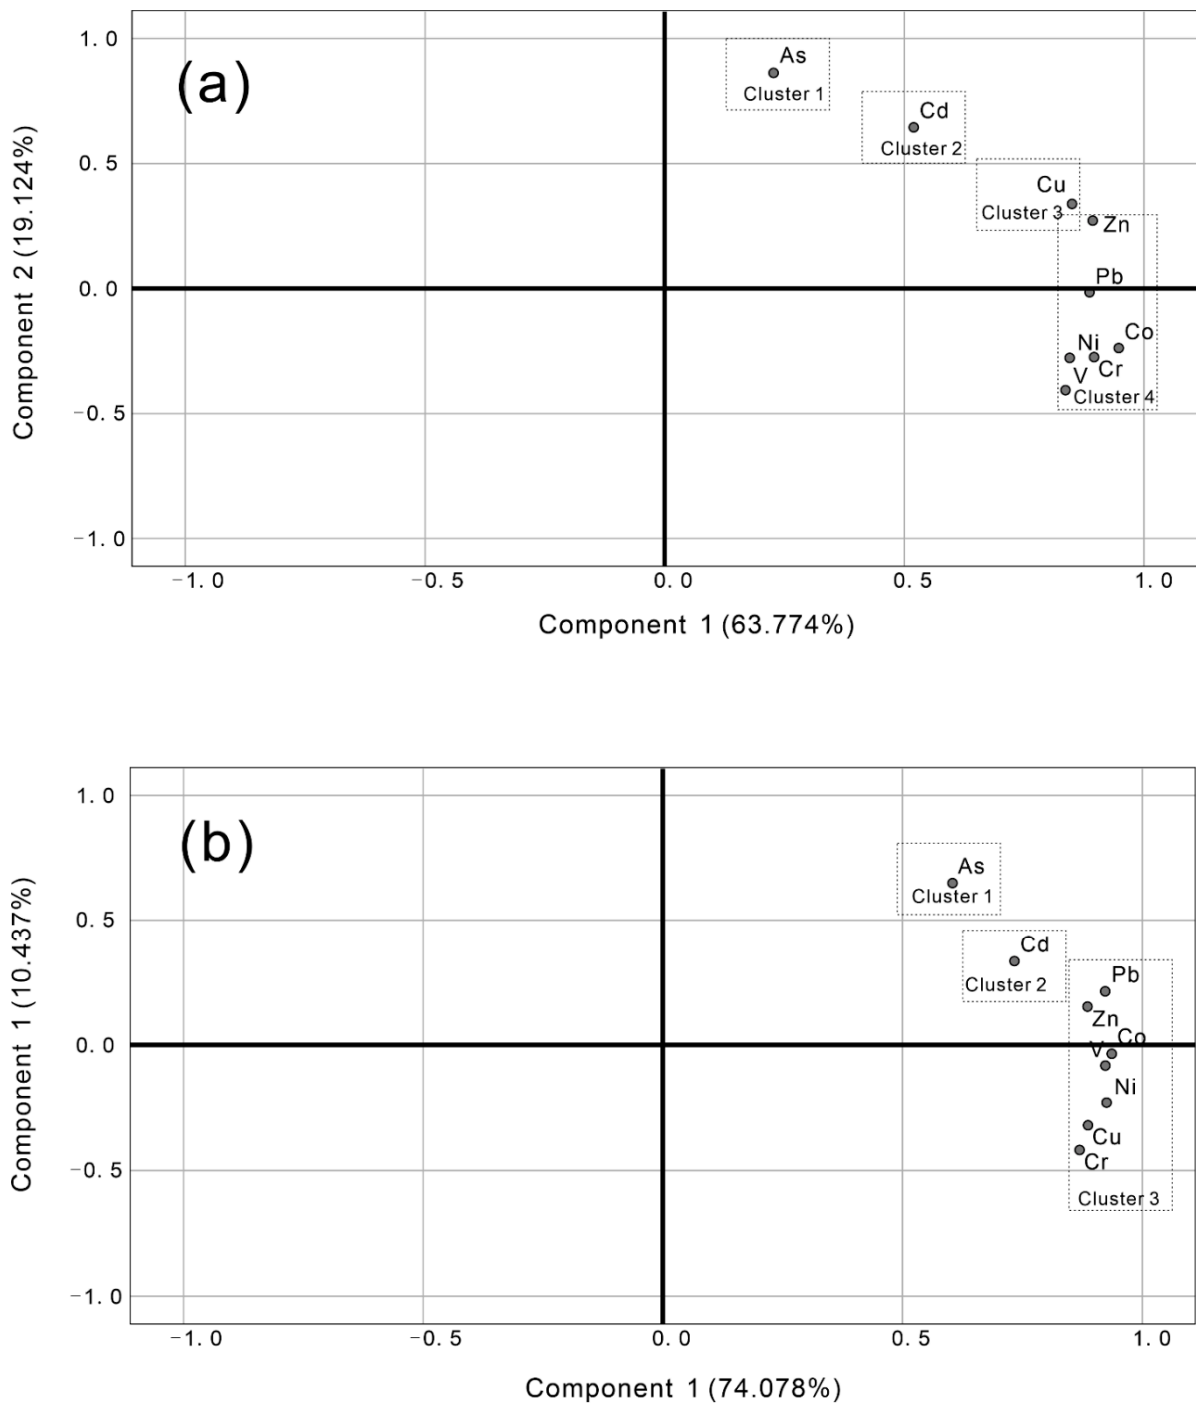 (a)
1.0
0.5
0.0
−0.5
−1.0
Component 2 (19.124%)
As
Cluster 1
Cd
Cluster 2
Cu
Cluster 3
Zn
Pb
Co
Ni
Cr
V
Cluster 4
−1.0 −0.5 0.0 0.5 1.0
Component 1 (63.774%)
(b)
1.0
0.5
0.0
−0.5
−1.0
Component 1 (10.437%)
As
Cluster 1
Cd
Cluster 2
Pb
Zn
Co
V
Ni
Cu
Cr
Cluster 3
−1.0 −0.5 0.0 0.5 1.0
Component 1 (74.078%)